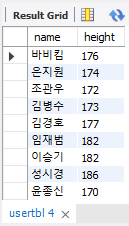 Result Grid
name height
바비킴 176
은지원 174
조관우 172
김병수 173
김경호 177
임재범 182
이승기 182
성시경 186
윤종신 170
usertbl 4